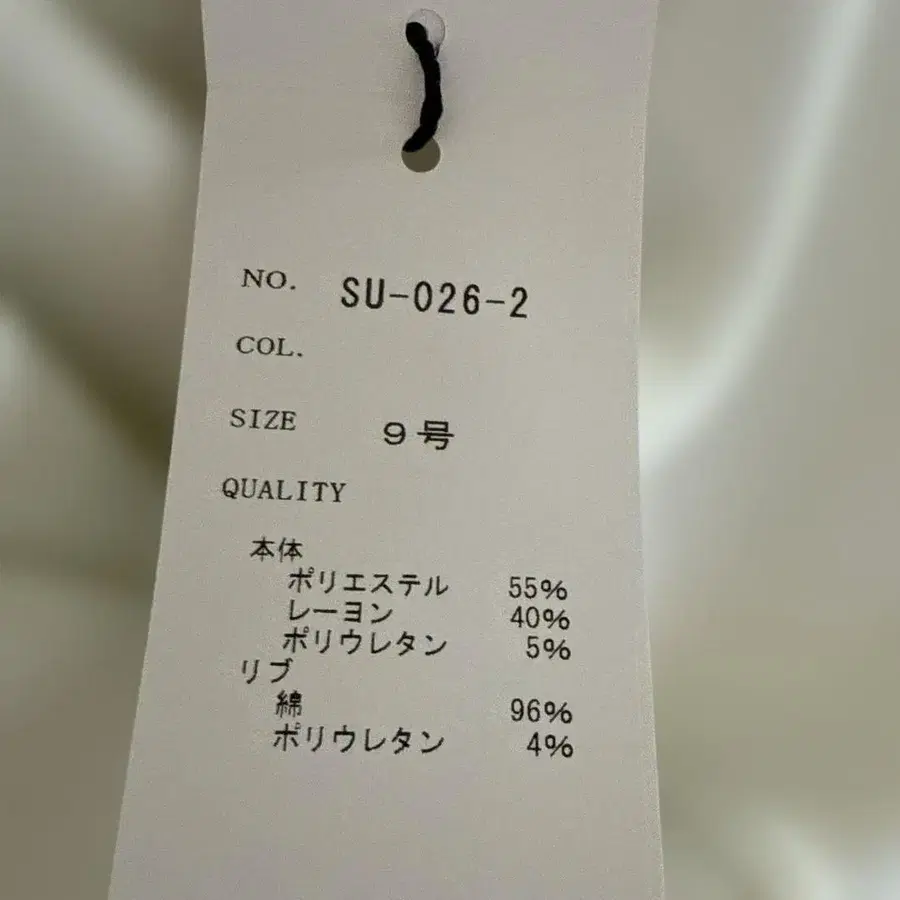 NO. SU-026-2
COL.
SIZE 9号
QUALITY
本体
ポリエステル 55%
レーヨン 40%
ポリウレタン 5%
リブ
綿 96%
ポリウレタン 4%